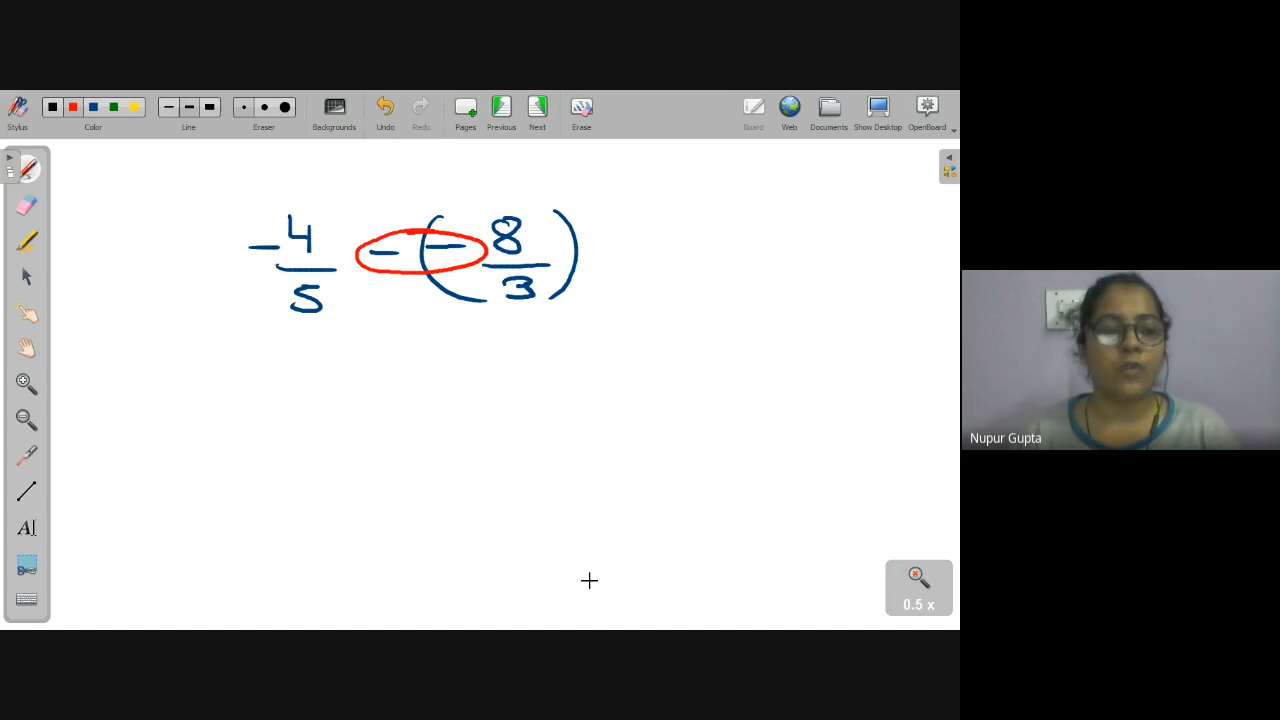 Stylus Color Line Eraser Backgrounds Undo Redo Pages Previous Next Erase Board Web Documents Show Desktop OpenBoard
-4/5 - (-8/3)
A
Nupur Gupta
0.5 x